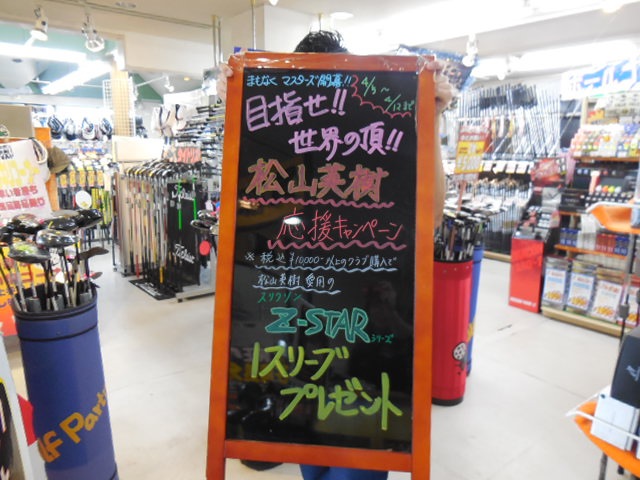 まもなく マスターズ開幕!!
4/9〜
4/12まで
目指せ!!
世界の頂!!
松山英樹
応援キャンペーン
※ 税込¥10000-以上のクラブ購入で
松山英樹 愛用の
スリクソン
Z-STAR シリーズ
1スリーブ
プレゼント
Titleist